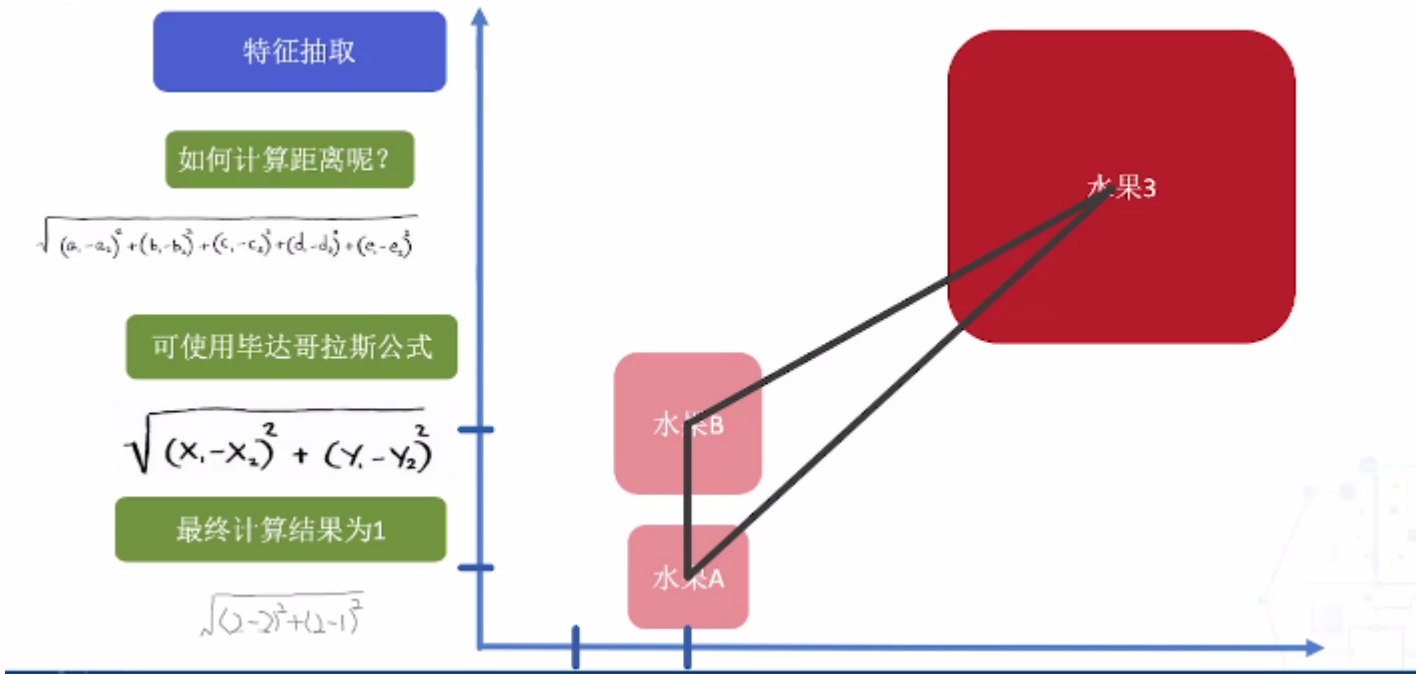 特征抽取
如何计算距离呢？
√(a₁-a₂)²+(b₁-b₂)²+(c₁-c₂)²+(d₁-d₂)²+(e₁-e₂)²
可使用毕达哥拉斯公式
√(X₁-X₂)²+(Y₁-Y₂)²
最终计算结果为1
√(2-2)²+(2-1)²
水果3
水果B
水果A